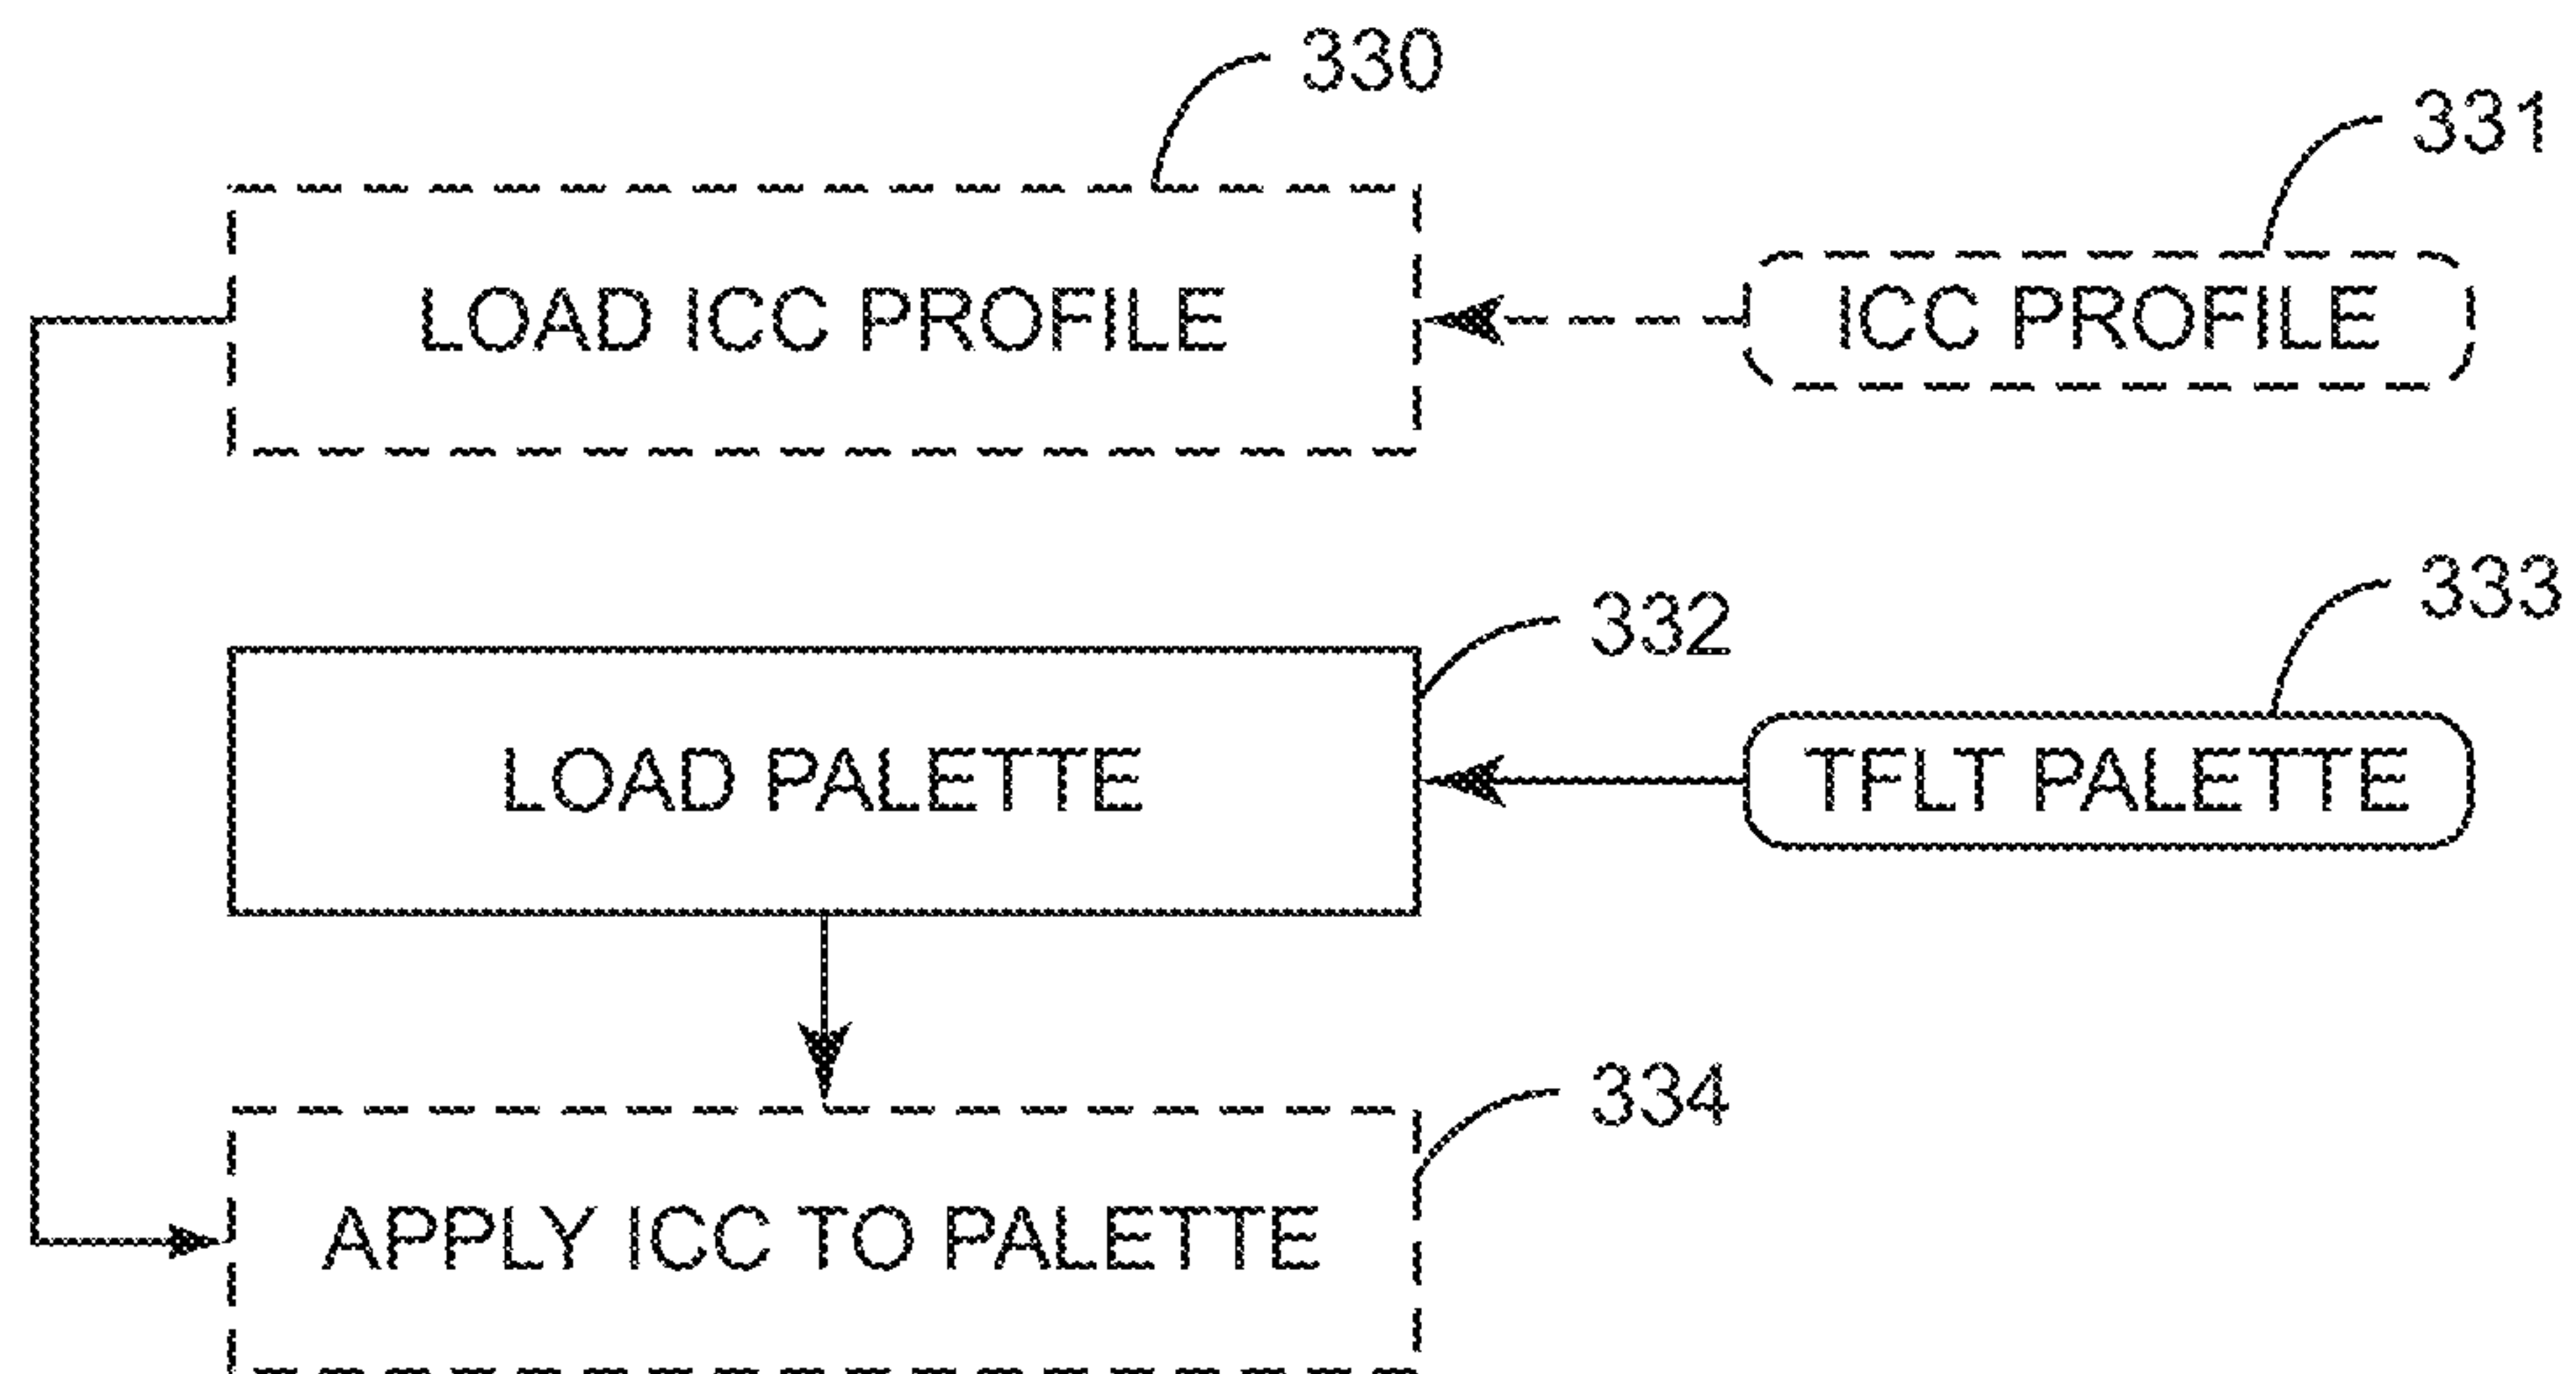 330
331
LOAD ICC PROFILE
ICC PROFILE
332
333
LOAD PALETTE
TFLT PALETTE
334
APPLY ICC TO PALETTE